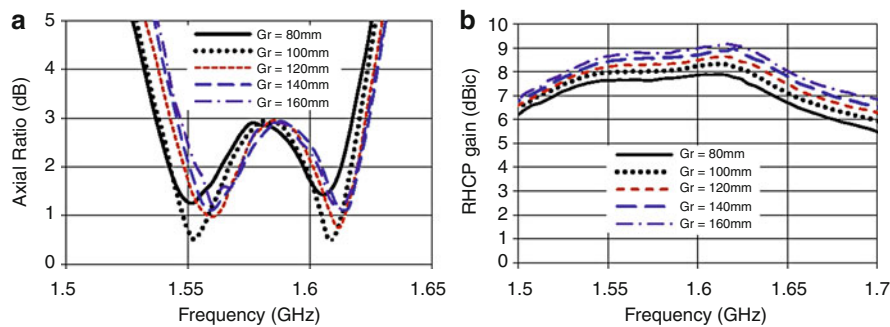 a
Axial Ratio (dB)
5
4
3
2
1
0
Gr = 80mm
Gr = 100mm
Gr = 120mm
Gr = 140mm
Gr = 160mm
1.5
1.55
1.6
1.65
Frequency (GHz)
b
RHCP gain (dBic)
10
9
8
7
6
5
4
3
2
1
0
Gr = 80mm
Gr = 100mm
Gr = 120mm
Gr = 140mm
Gr = 160mm
1.5
1.55
1.6
1.65
1.7
Frequency (GHz)